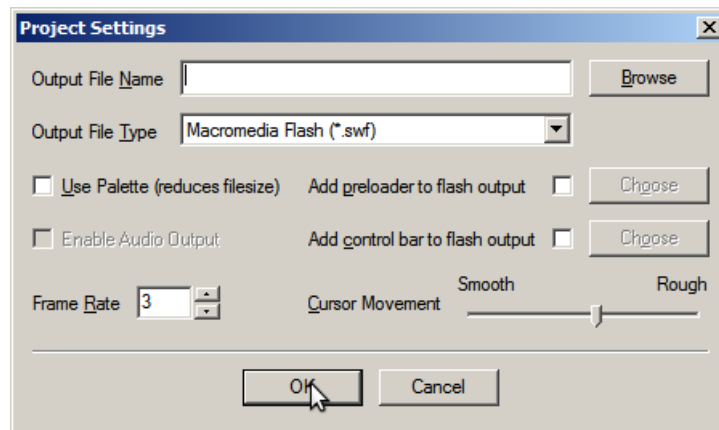 Project Settings
Output File Name
Browse
Output File Type Macromedia Flash (*.swf)
Use Palette (reduces filesize) Add preloader to flash output Choose
Enable Audio Output Add control bar to flash output Choose
Smooth Rough
Frame Rate 3 Cursor Movement
OK Cancel